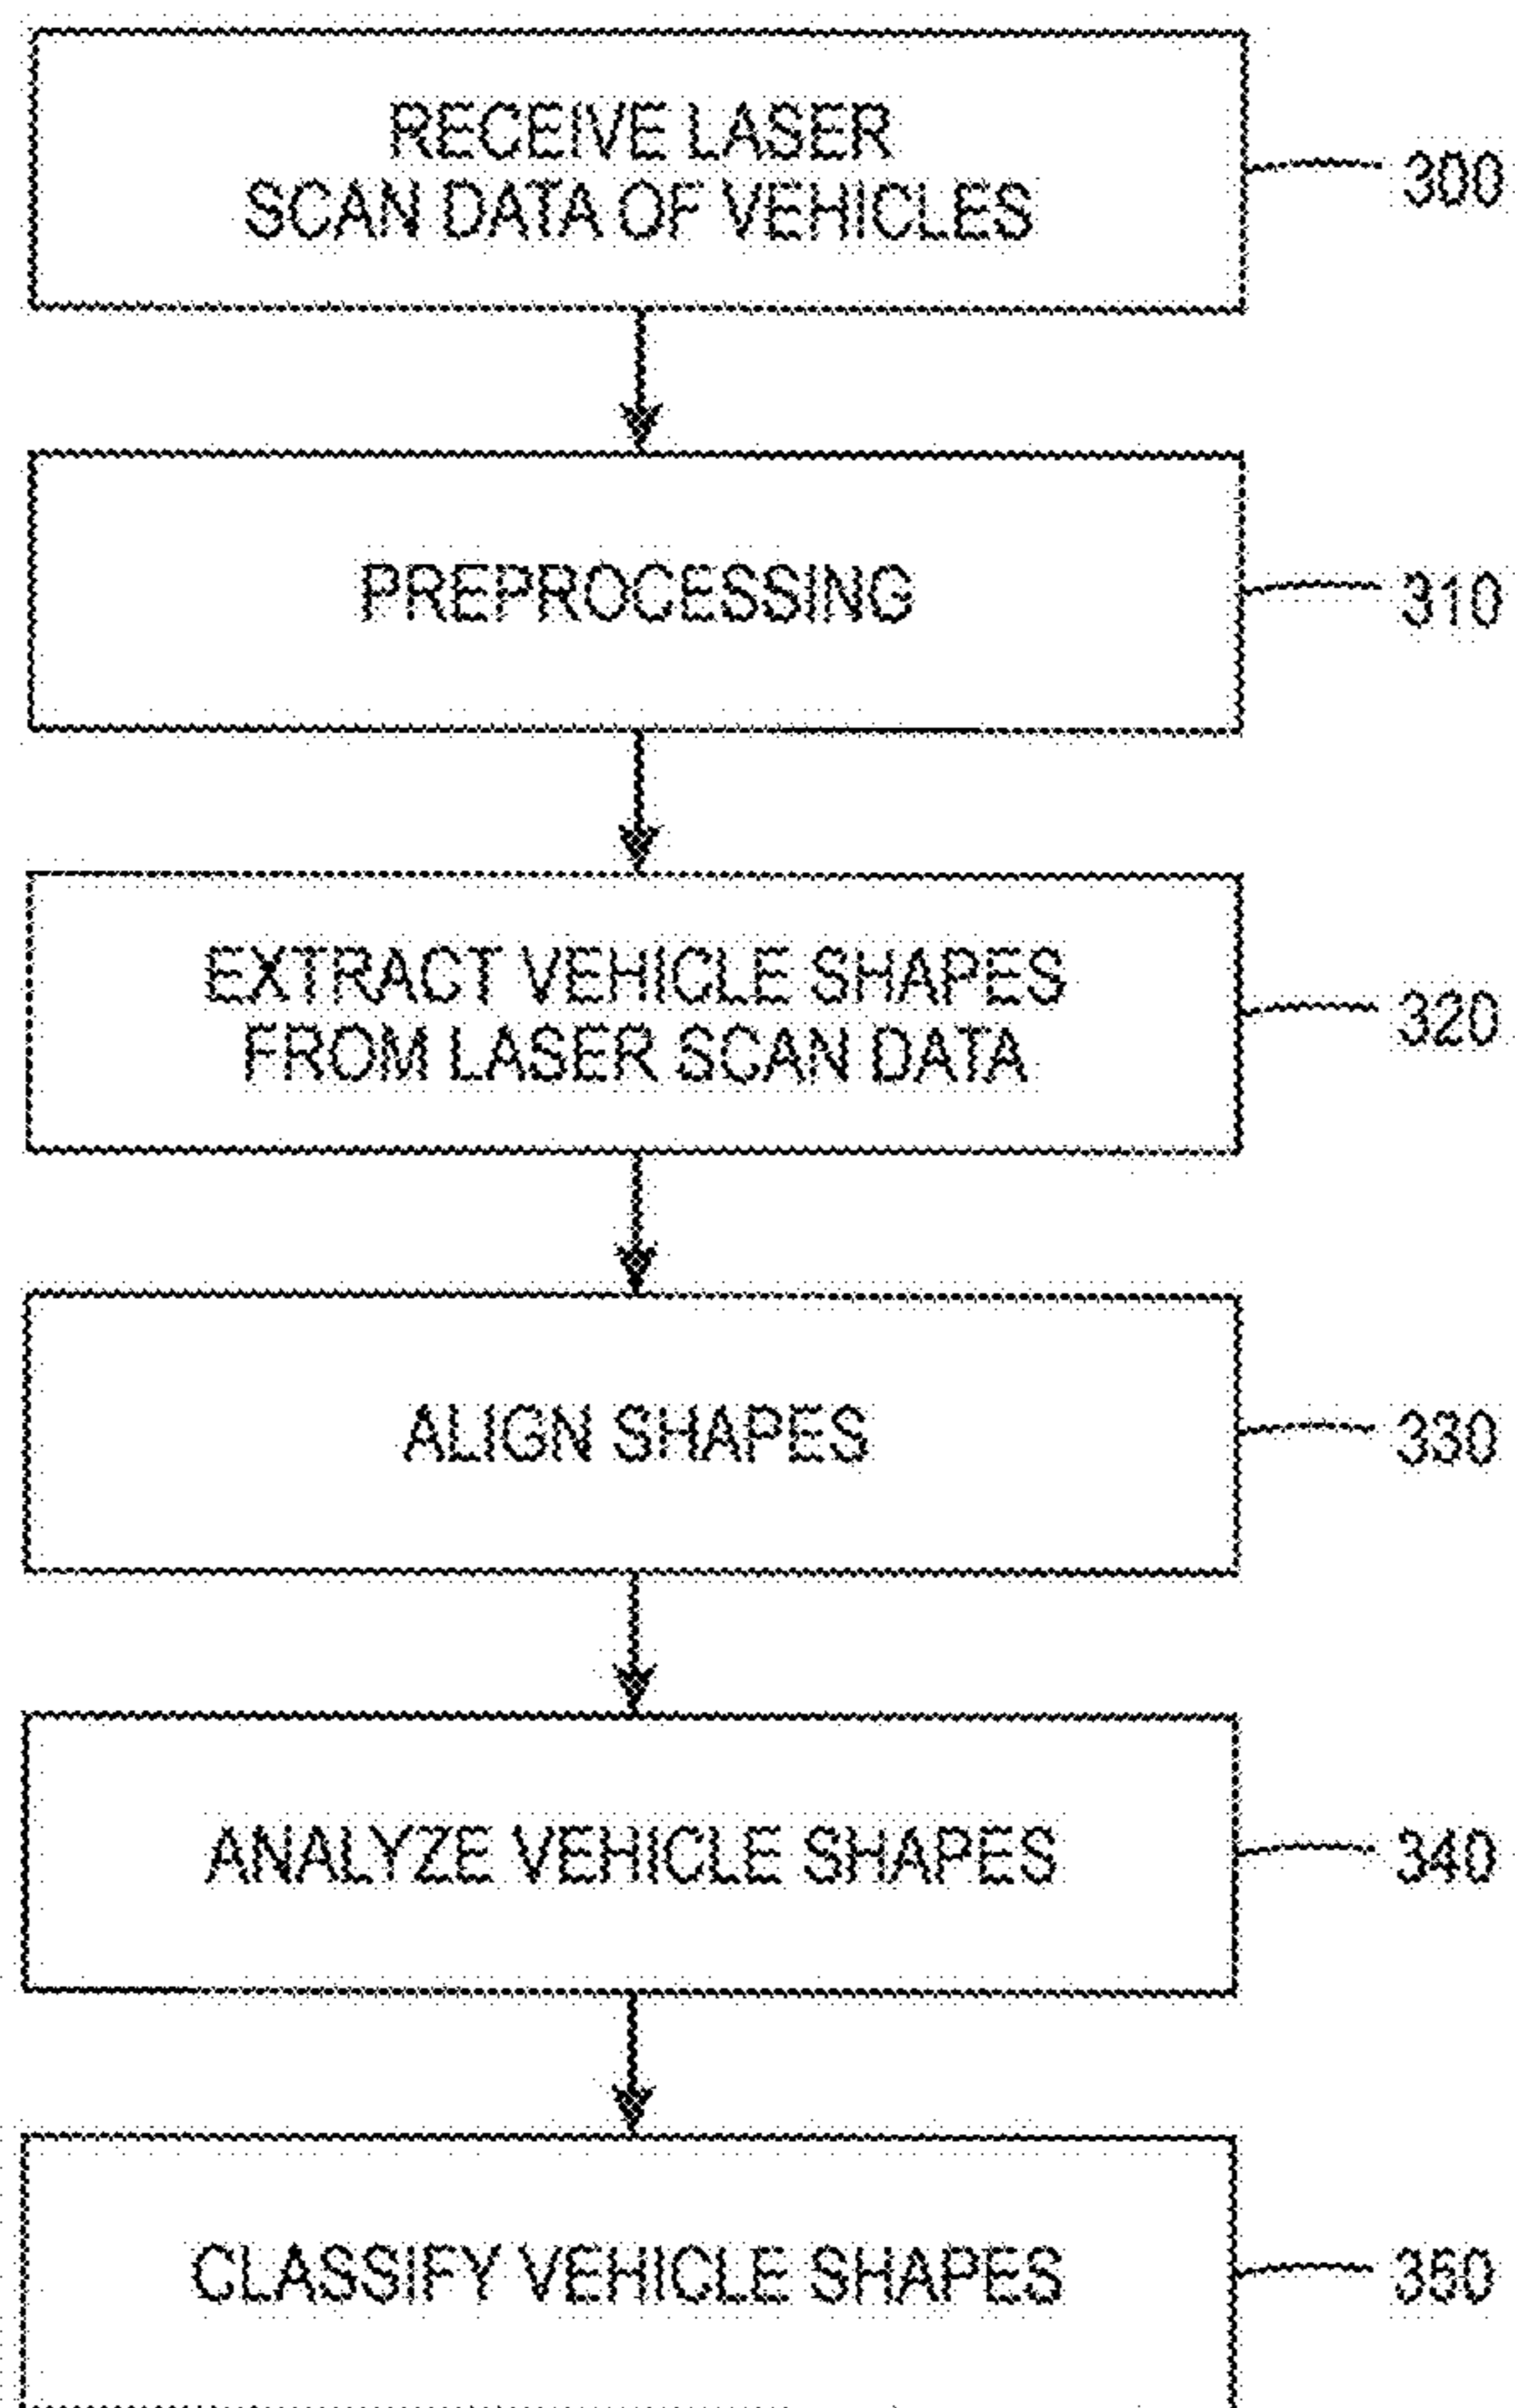 RECEIVE LASER
SCAN DATA OF VEHICLES
300
PREPROCESSING
310
EXTRACT VEHICLE SHAPES
FROM LASER SCAN DATA
320
ALIGN SHAPES
330
ANALYZE VEHICLE SHAPES
340
CLASSIFY VEHICLE SHAPES
350